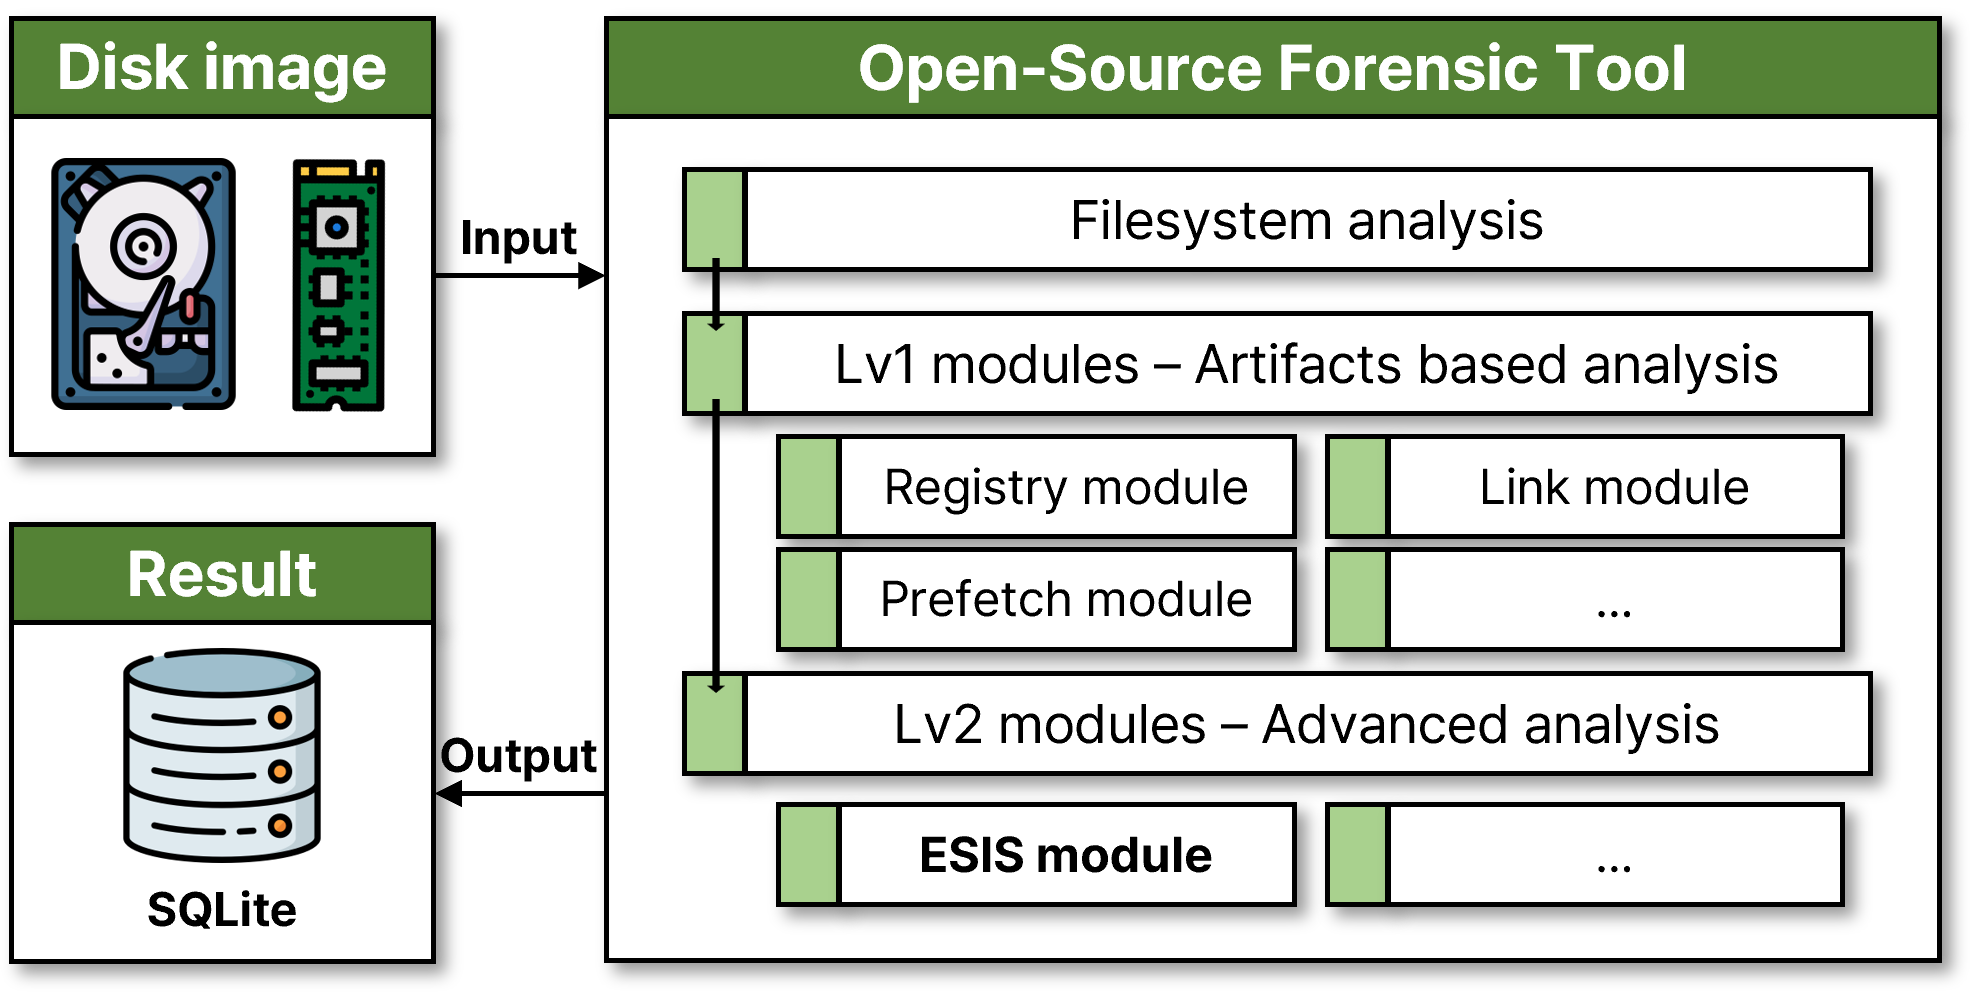 Disk image
Input
Result
SQLite
Output
Open-Source Forensic Tool
Filesystem analysis
Lv1 modules – Artifacts based analysis
Registry module
Link module
Prefetch module
...
Lv2 modules – Advanced analysis
ESIS module
...